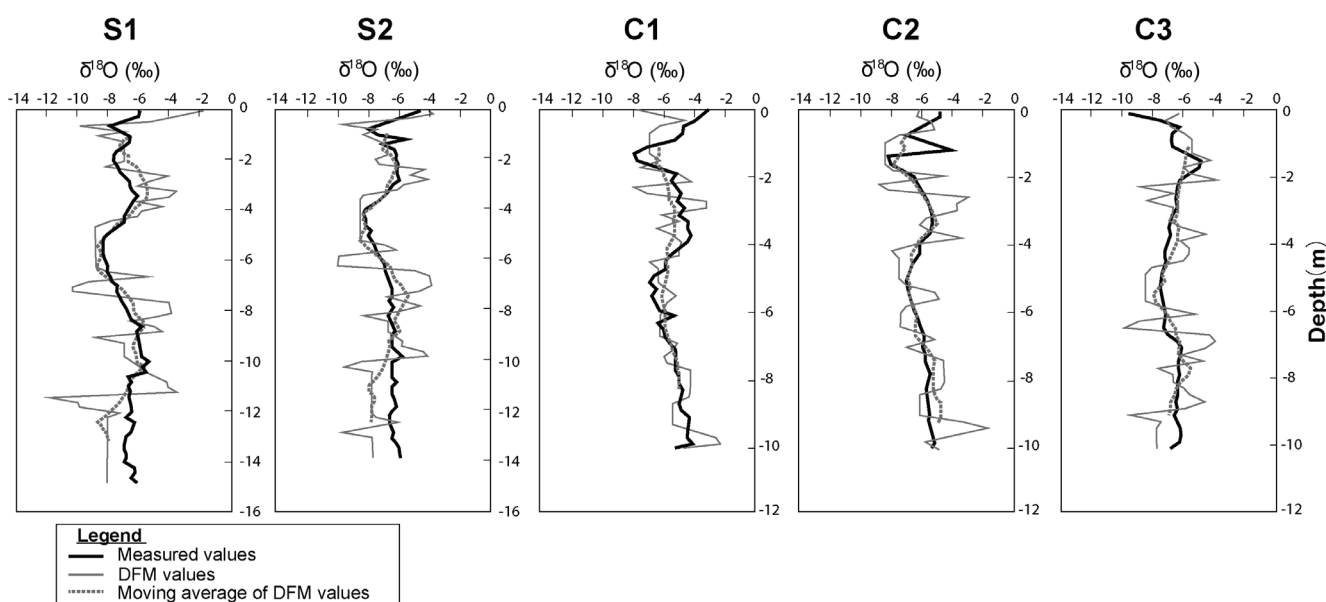 S1 S2 C1 C2 C3
δ¹⁸O (‰) δ¹⁸O (‰) δ¹⁸O (‰) δ¹⁸O (‰) δ¹⁸O (‰)
-14 -12 -10 -8 -6 -4 -2 0 -14 -12 -10 -8 -6 -4 -2 0 -14 -12 -10 -8 -6 -4 -2 0 -14 -12 -10 -8 -6 -4 -2 0 -14 -12 -10 -8 -6 -4 -2 0
0 0 0 0 0
-2 -2 -2 -2 -2
-4 -4 -4 -4 -4
-6 -6 -6 -6 -6
-8 -8 -8 -8 -8
-10 -10 -10 -10 -10
-12 -12 -12 -12 -12
-14 -14
-16 -16
Depth(m)
Legend
Measured values
DFM values
Moving average of DFM values